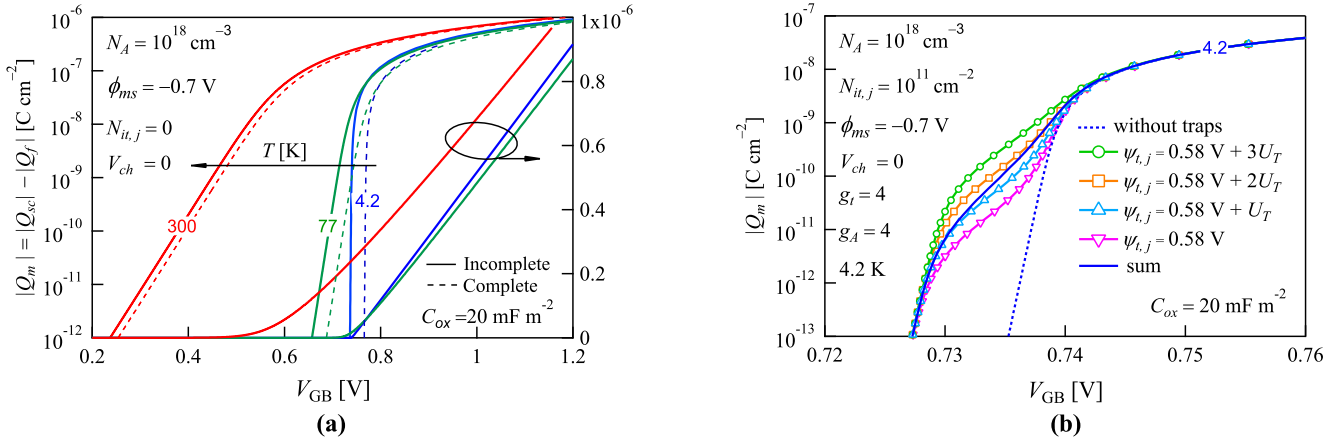 |Q_m| = |Q_sc| − |Q_f| [C cm⁻²]
10⁻⁶
10⁻⁷
10⁻⁸
10⁻⁹
10⁻¹⁰
10⁻¹¹
10⁻¹²
N_A = 10¹⁸ cm⁻³
ϕ_ms = −0.7 V
N_it, j = 0
V_ch = 0
T [K]
300
77
4.2
Incomplete
Complete
C_ox = 20 mF m⁻²
1x10⁻⁶
0.8
0.6
0.4
0.2
0
0.2 0.4 0.6 0.8 1 1.2
V_GB [V]
(a)
|Q_m| [C cm⁻²]
10⁻⁷
10⁻⁸
10⁻⁹
10⁻¹⁰
10⁻¹¹
10⁻¹²
10⁻¹³
N_A = 10¹⁸ cm⁻³
N_it, j = 10¹¹ cm⁻²
ϕ_ms = −0.7 V
V_ch = 0
g_t = 4
g_A = 4
4.2 K
4.2
without traps
ψ_t, j = 0.58 V + 3U_T
ψ_t, j = 0.58 V + 2U_T
ψ_t, j = 0.58 V + U_T
ψ_t, j = 0.58 V
sum
C_ox = 20 mF m⁻²
0.72 0.73 0.74 0.75 0.76
V_GB [V]
(b)